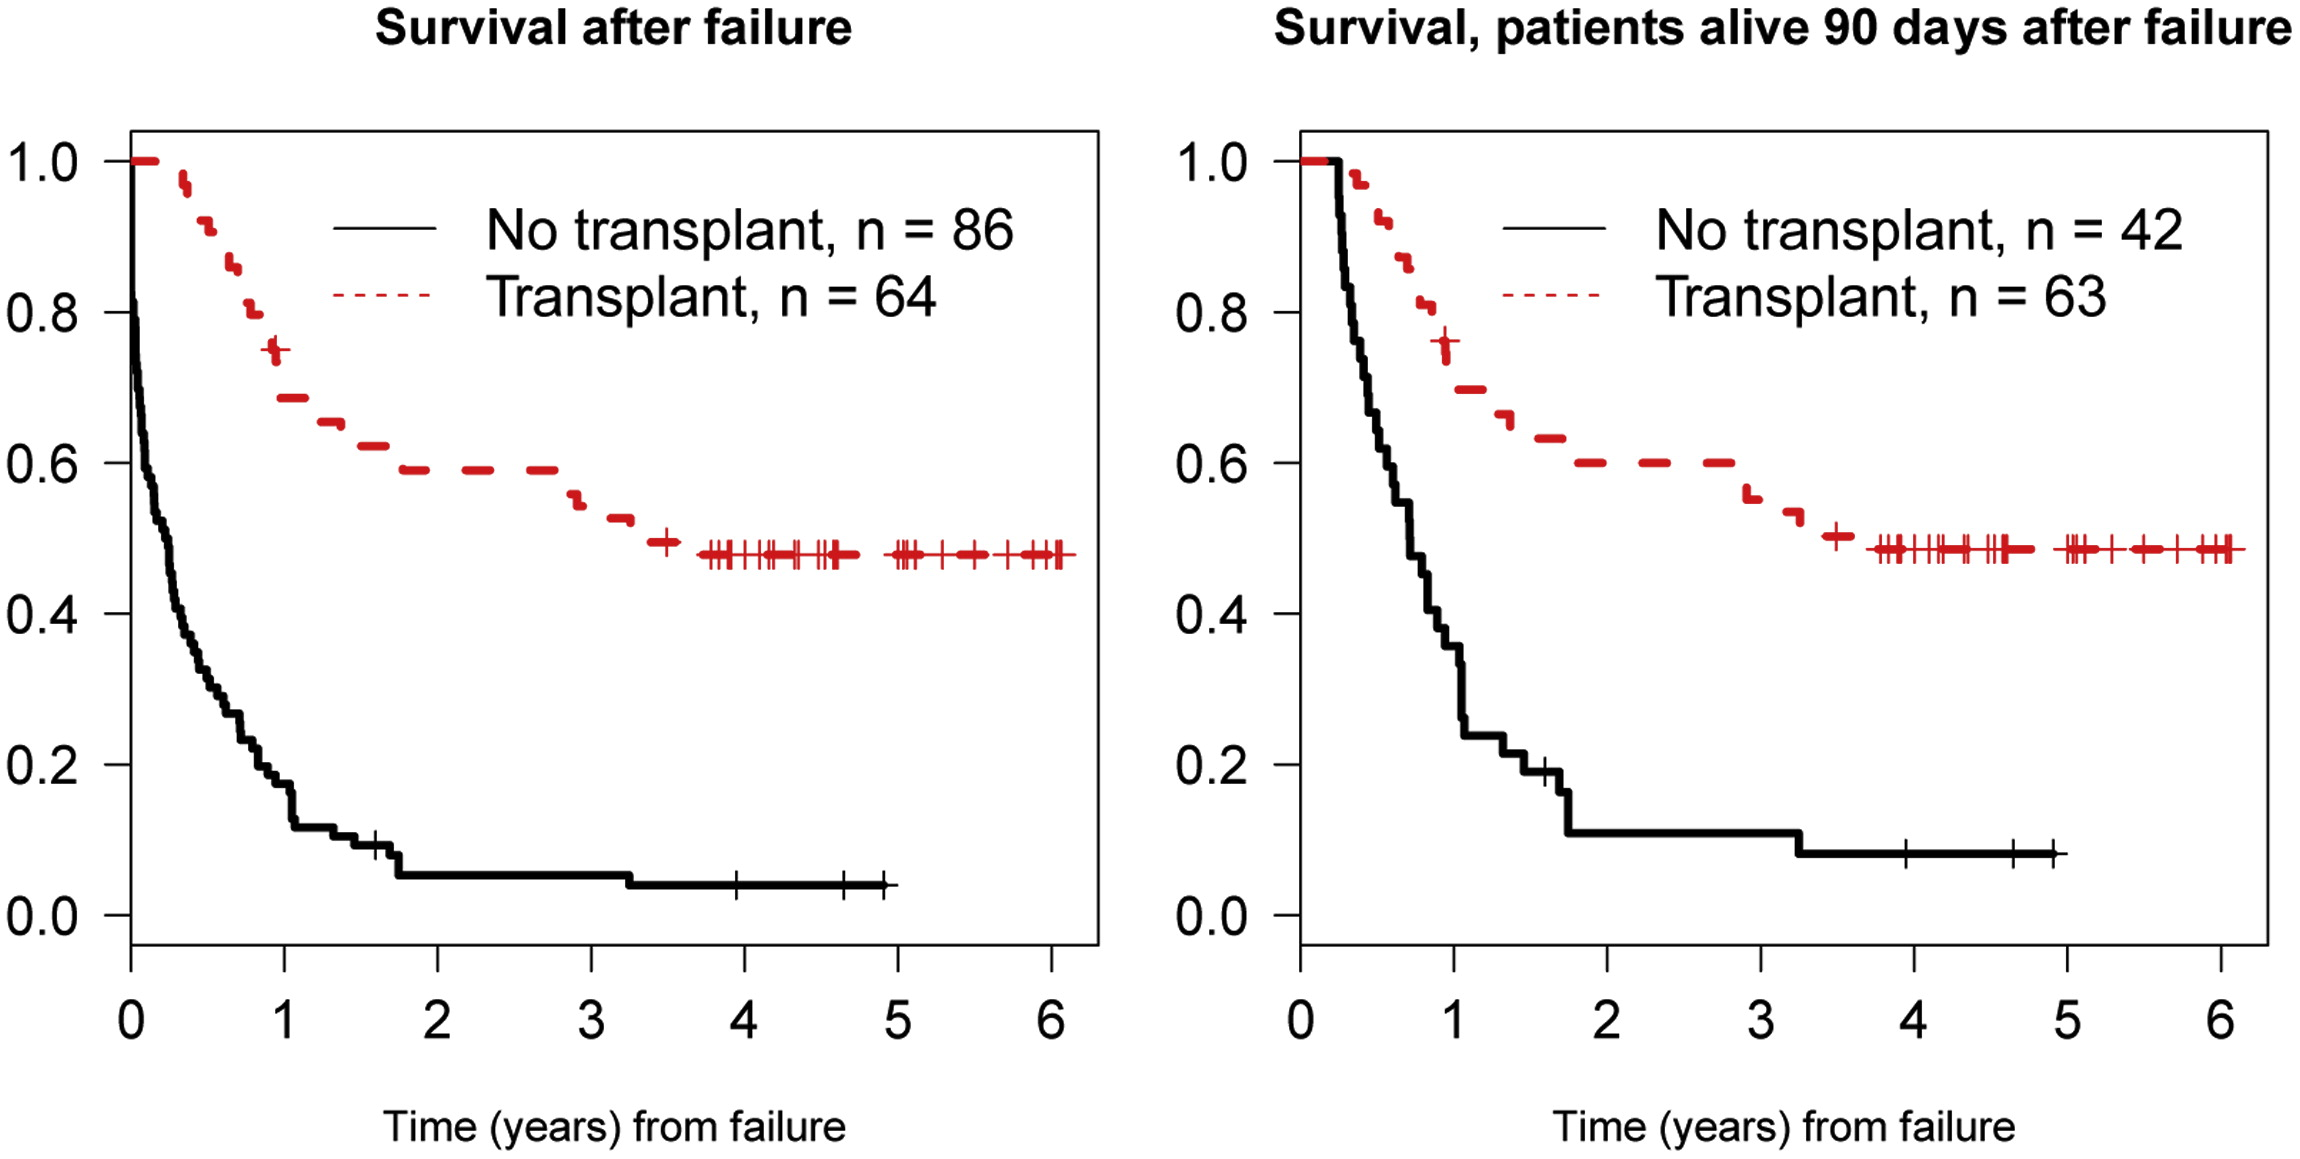 Survival after failure
1.0
0.8
0.6
0.4
0.2
0.0
No transplant, n = 86
Transplant, n = 64
0 1 2 3 4 5 6
Time (years) from failure
Survival, patients alive 90 days after failure
1.0
0.8
0.6
0.4
0.2
0.0
No transplant, n = 42
Transplant, n = 63
0 1 2 3 4 5 6
Time (years) from failure